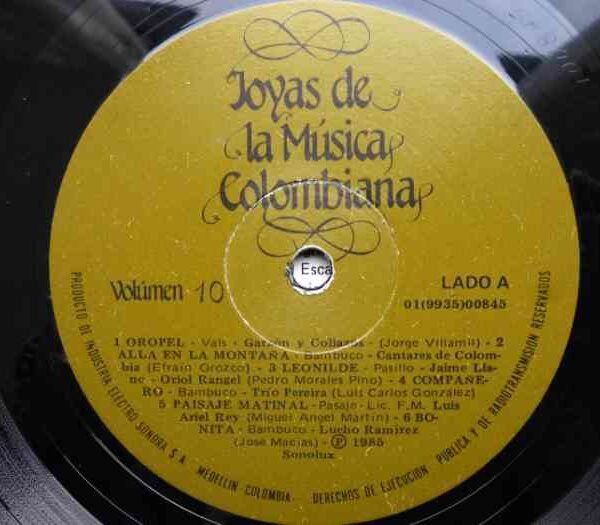 Joyas de
la Música
Colombiana
Esca
Volúmen 10
LADO A
01(9935)00845
1 OROPEL - Vals - Garzón y Collazos - (Jorge Villamil) - 2
ALLA EN LA MONTAÑA - Bambuco - Cantares de Colom-
bia (Efraín Orozco) - 3 LEONILDE - Pasillo - Jaime Llа-
no - Oriol Rangel (Pedro Morales Pino) - 4 COMPAÑE-
RO - Bambuco - Trío Pereira (Luis Carlos González)
5 PAISAJE MATINAL - Pasaje - Lic. F.M. Luis
Ariel Rey (Miguel Angel Martín) - 6 BO-
NITA - Bambuco - Lucho Ramírez
(José Macías) - Ⓟ 1985
Sonolux
PRODUCTO DE INDUSTRIA ELECTRO SONORA S.A. MEDELLIN-COLOMBIA- DERECHOS DE EJECUCION PUBLICA Y DE RADIOTRANSMISION RESERVADOS